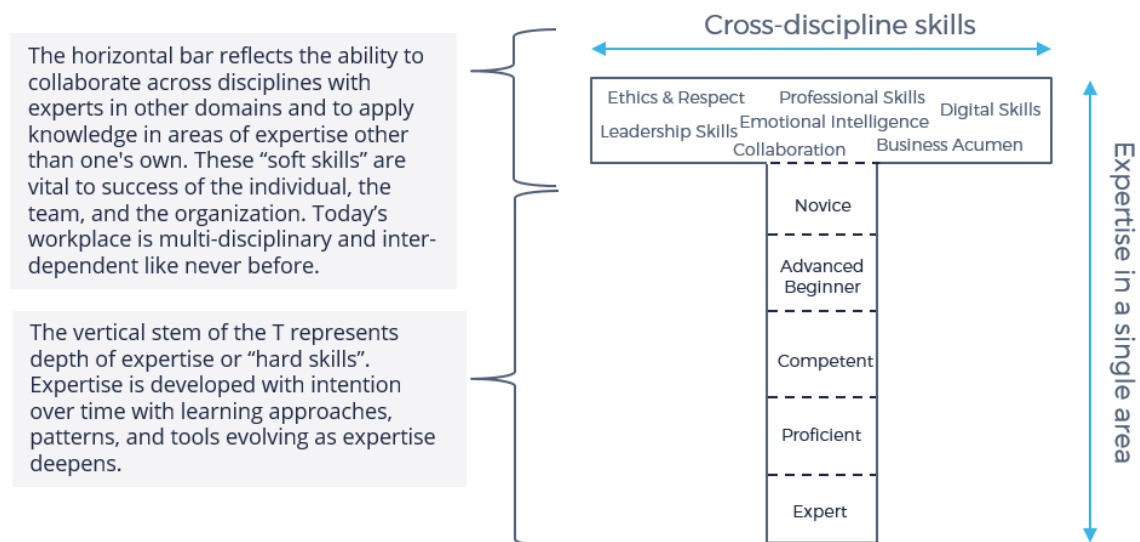 Cross-discipline skills
The horizontal bar reflects the ability to
collaborate across disciplines with
experts in other domains and to apply
knowledge in areas of expertise other
than one's own. These “soft skills” are
vital to success of the individual, the
team, and the organization. Today’s
workplace is multi-disciplinary and inter-
dependent like never before.
The vertical stem of the T represents
depth of expertise or “hard skills”.
Expertise is developed with intention
over time with learning approaches,
patterns, and tools evolving as expertise
deepens.
Ethics & Respect
Professional Skills
Digital Skills
Leadership Skills
Emotional Intelligence
Collaboration
Business Acumen
Novice
Advanced
Beginner
Competent
Proficient
Expert
Expertise in a single area